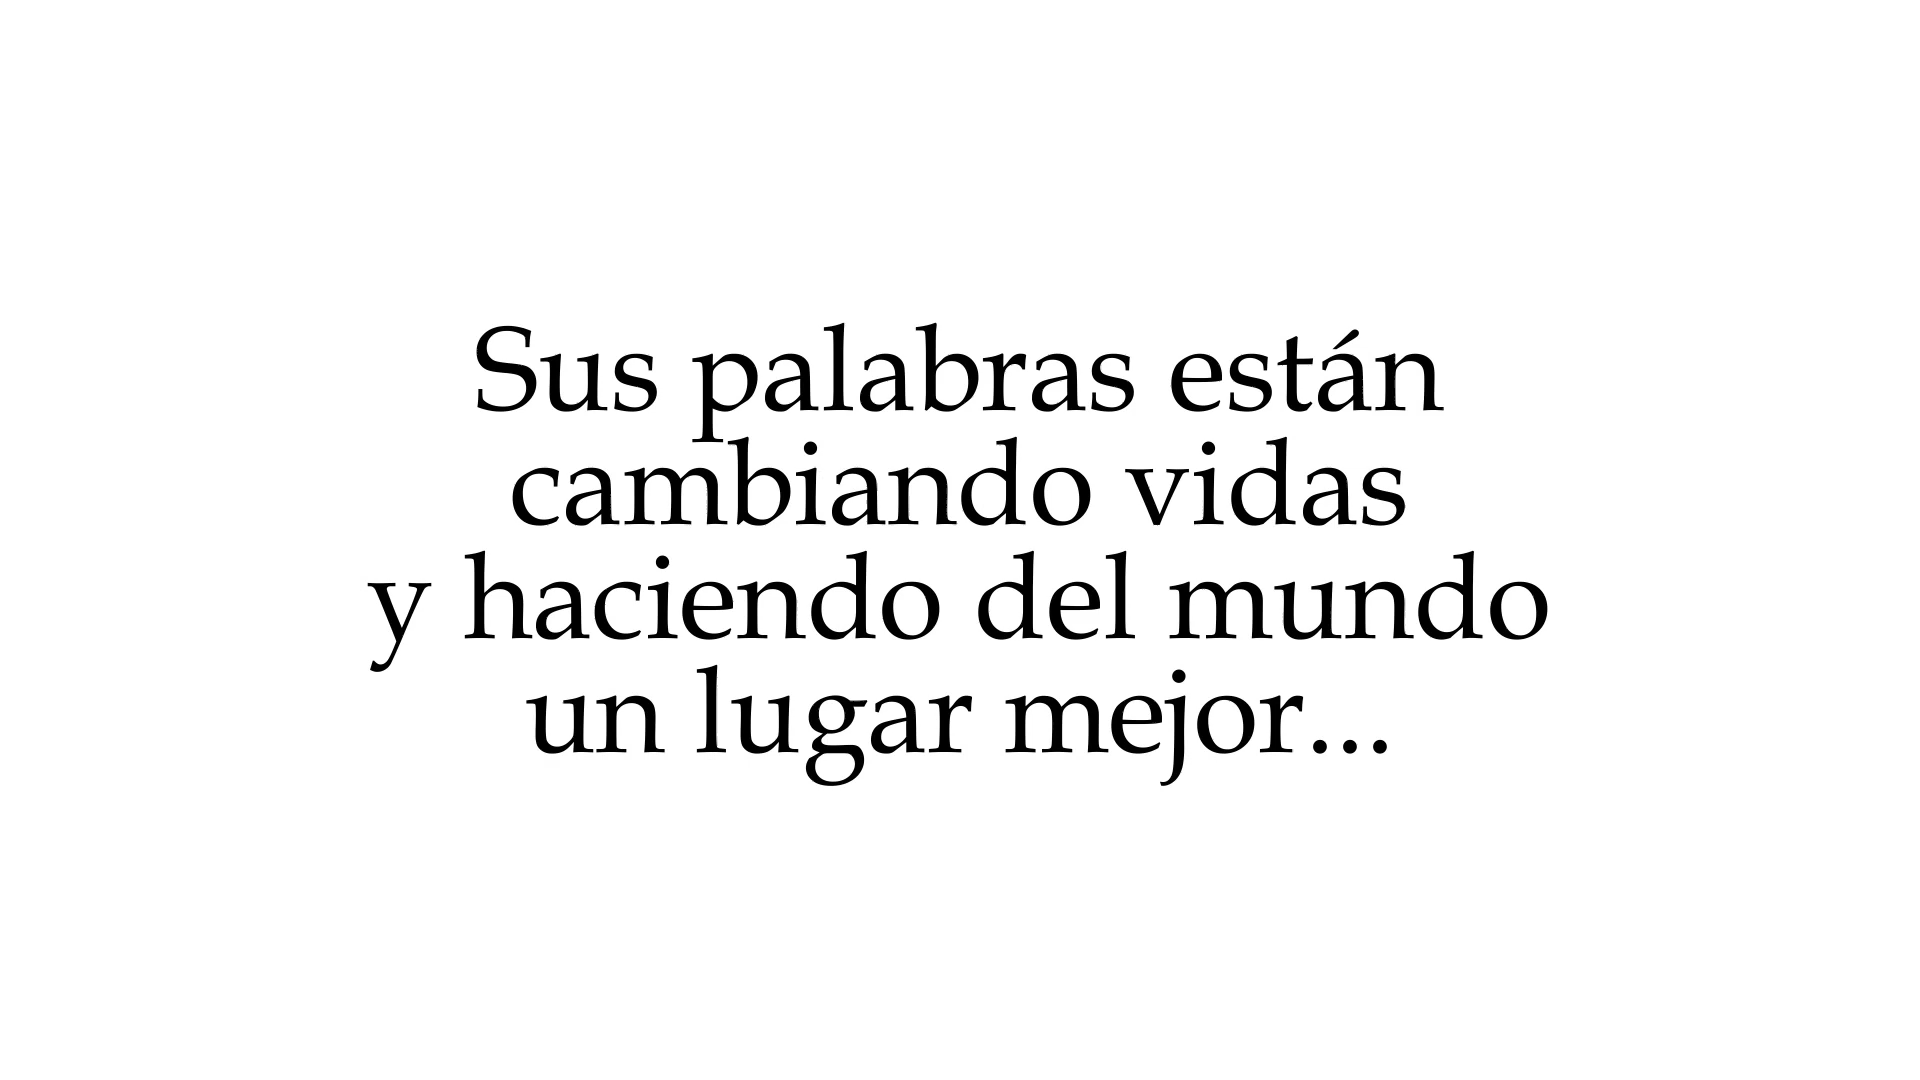 Sus palabras están
cambiando vidas
y haciendo del mundo
un lugar mejor...